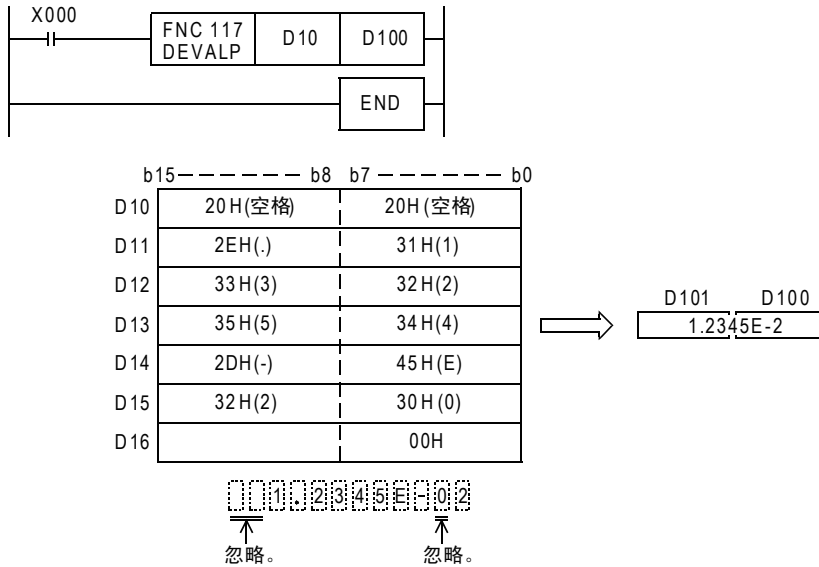 X000
FNC 117
DEVALP
D10
D100
END
b15 b8 b7 b0
D10 20H(空格) 20H(空格)
D11 2EH(.) 31H(1)
D12 33H(3) 32H(2)
D13 35H(5) 34H(4)
D14 2DH(-) 45H(E)
D15 32H(2) 30H(0)
D16 00H
D101 D100
1.2345E-2
1.2345E-02
忽略。 忽略。